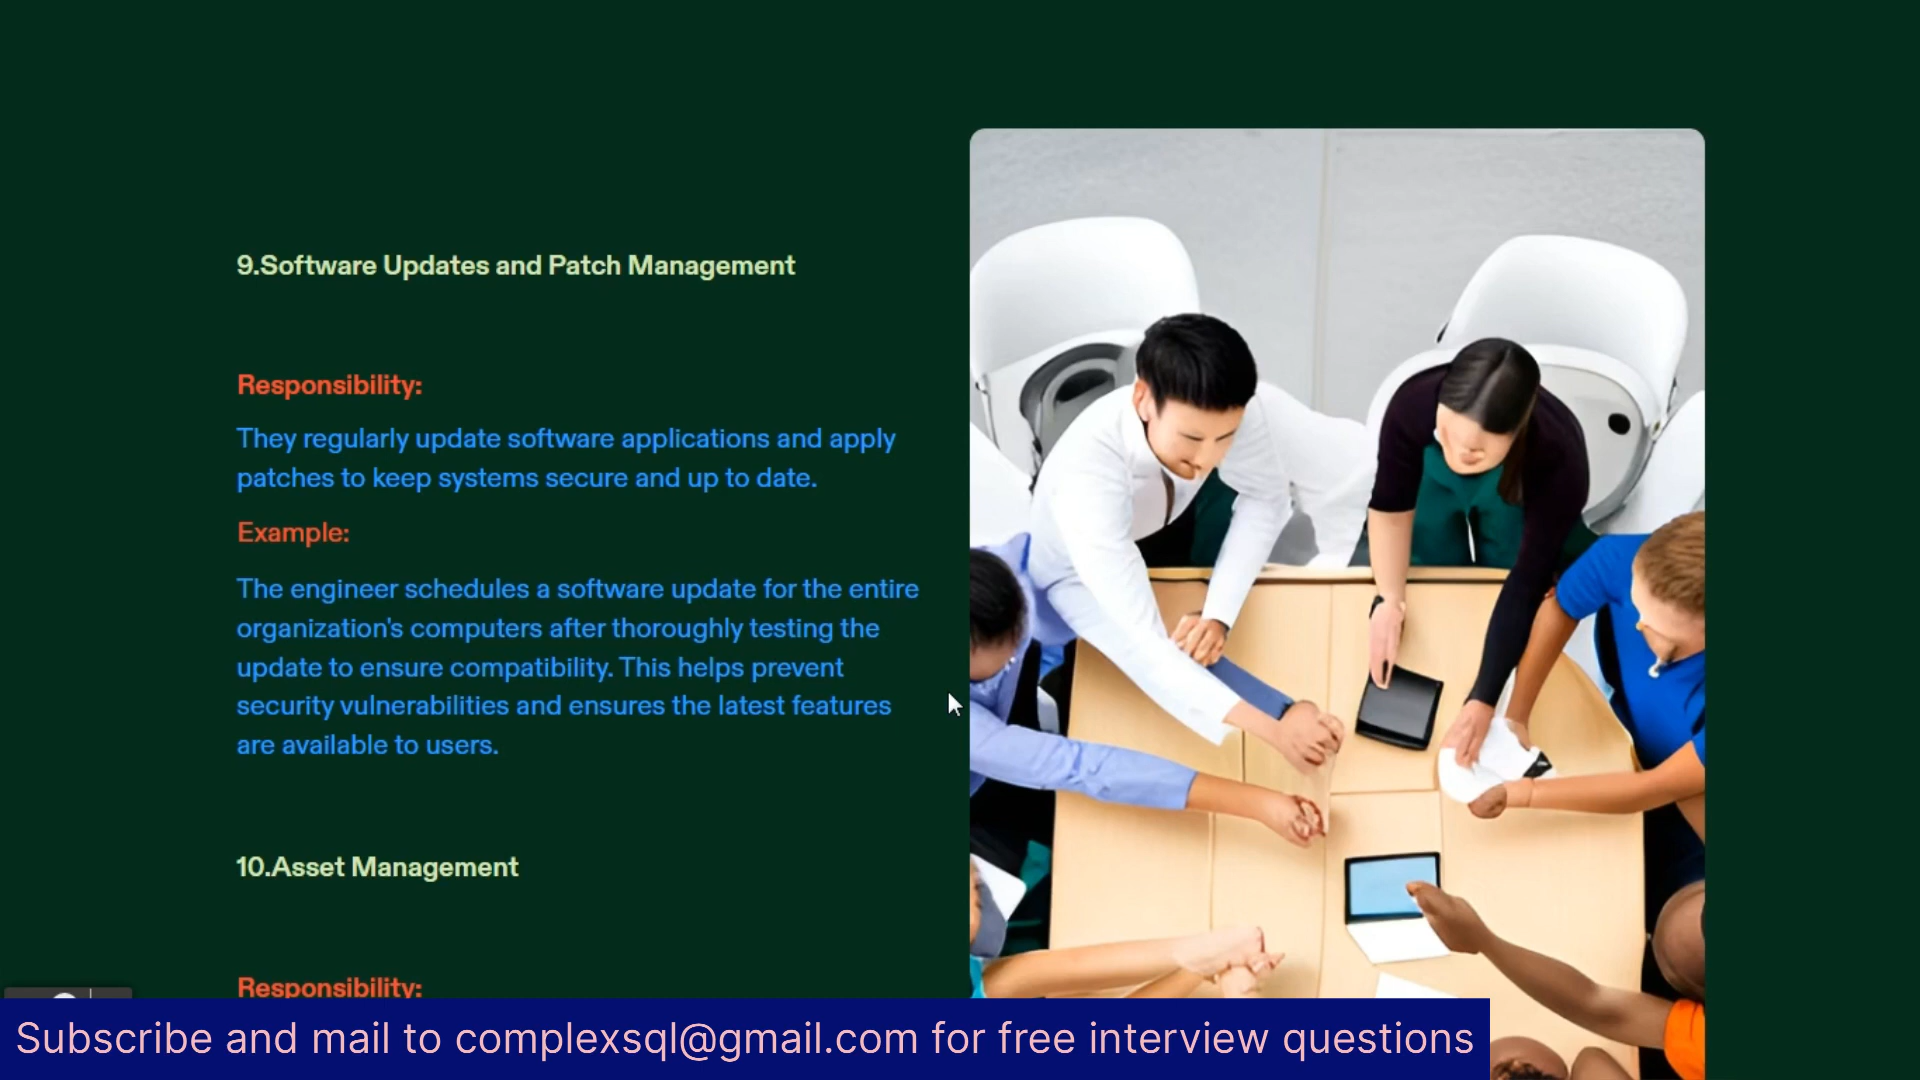 9.Software Updates and Patch Management
Responsibility:
They regularly update software applications and apply
patches to keep systems secure and up to date.
Example:
The engineer schedules a software update for the entire
organization's computers after thoroughly testing the
update to ensure compatibility. This helps prevent
security vulnerabilities and ensures the latest features
are available to users.
10.Asset Management
Responsibility:
Subscribe and mail to complexsql@gmail.com for free interview questions